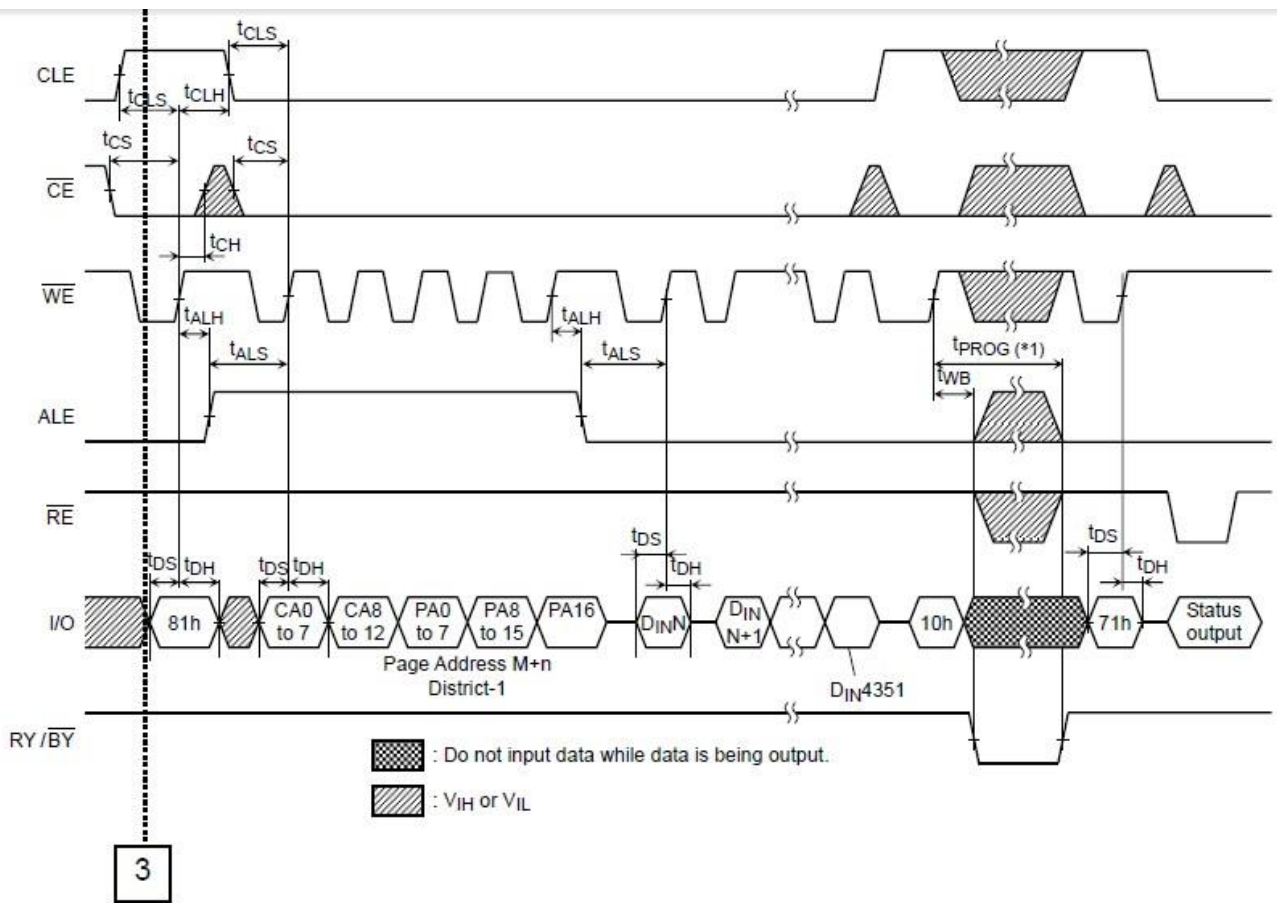 tCLS
CLE
tCLS tCLH
tCS tCS
CE
tCH
WE
tALH tALH
tALS tALS tPROG (*1)
tWB
ALE
RE
tDS tDS
tDS tDH tDS tDH tDH tDH
I/O 81h CA0 to 7 CA8 to 12 PA0 to 7 PA8 to 15 PA16 DINN DIN N+1 10h 71h Status output
Page Address M+n
District-1
DIN4351
RY /BY
: Do not input data while data is being output.
: VIH or VIL
3